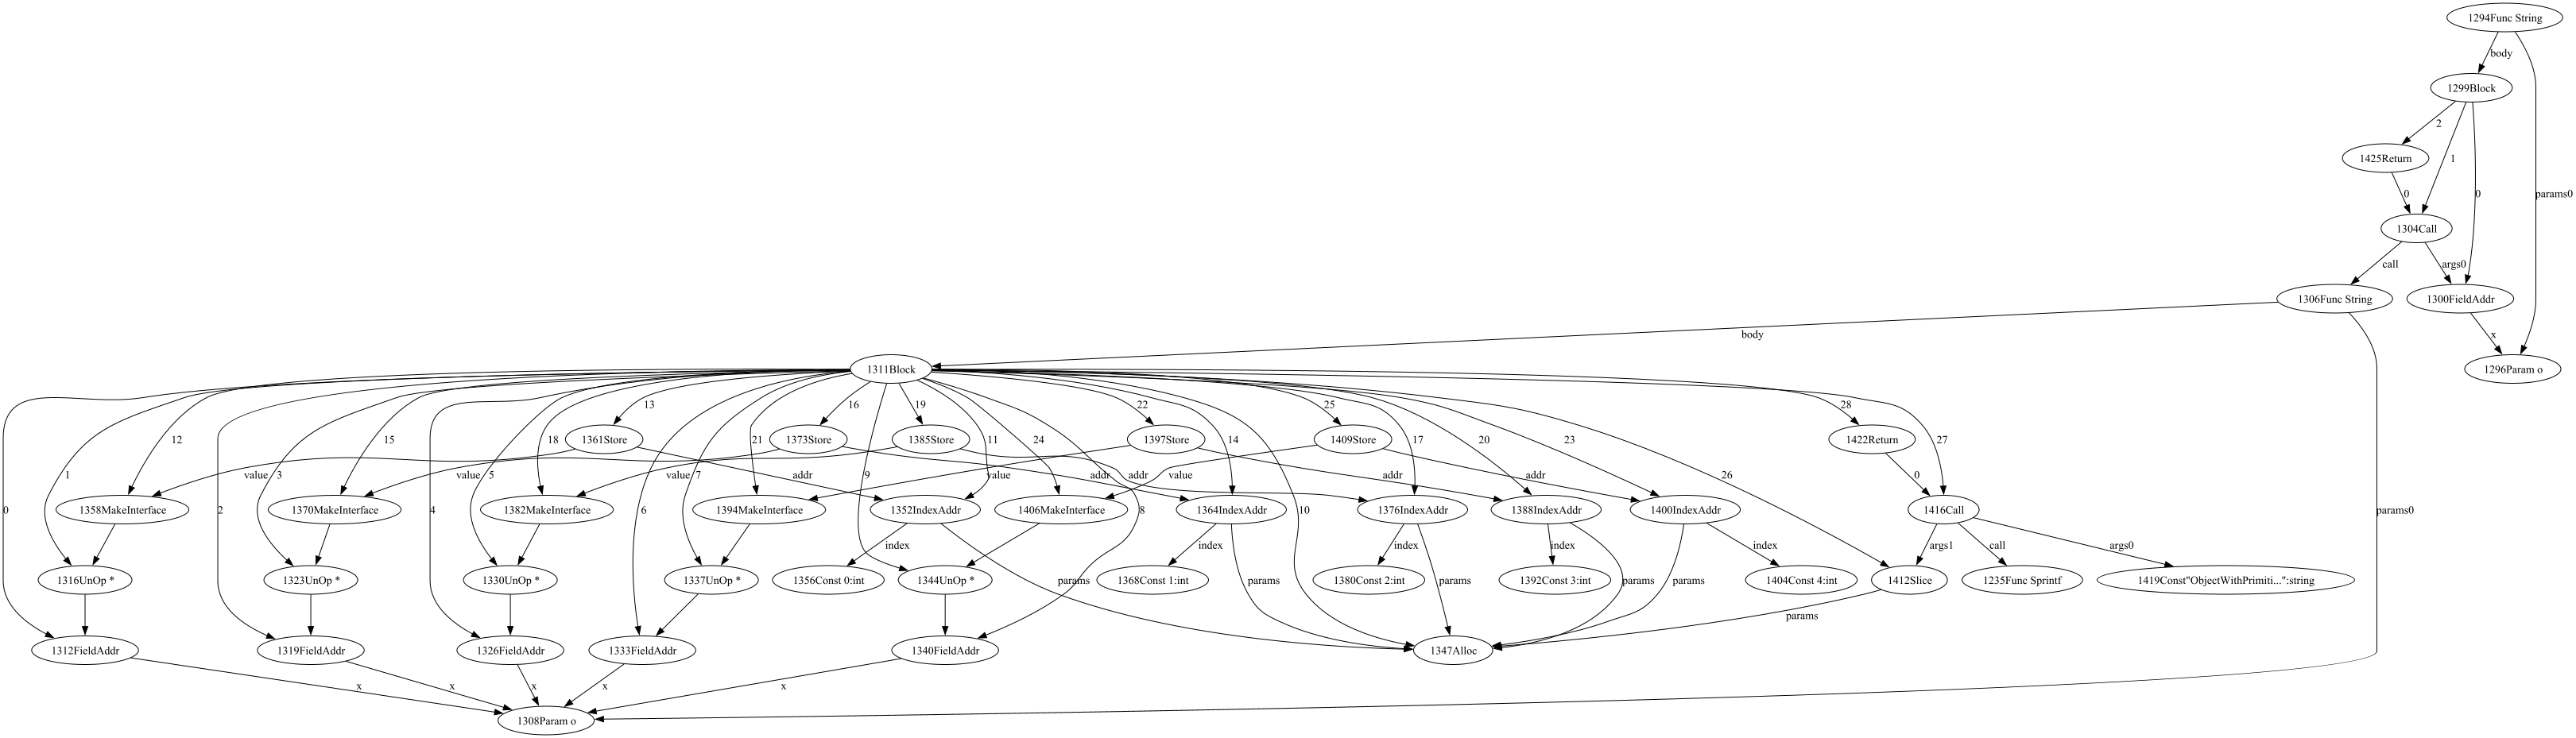 1294Func String
body
1299Block
2
1
0
params0
1425Return
0
1304Call
call
args0
1306Func String
1300FieldAddr
x
body
1296Param o
1311Block
13
16
19
22
25
28
12
15
18
21
24
11
14
17
20
23
27
1361Store
1373Store
1385Store
1397Store
1409Store
1422Return
1
3
5
7
9
26
0
value
value
value
value
value
addr
addr
addr
addr
addr
0
2
4
6
8
10
params0
1358MakeInterface
1370MakeInterface
1382MakeInterface
1394MakeInterface
1352IndexAddr
1406MakeInterface
1364IndexAddr
1376IndexAddr
1388IndexAddr
1400IndexAddr
1416Call
index
index
index
index
index
args1
call
args0
1316UnOp *
1323UnOp *
1330UnOp *
1337UnOp *
1356Const 0:int
1344UnOp *
1368Const 1:int
1380Const 2:int
1392Const 3:int
1404Const 4:int
1412Slice
1235Func Sprintf
1419Const"ObjectWithPrimiti...":string
params
params
params
params
params
params
1312FieldAddr
1319FieldAddr
1326FieldAddr
1333FieldAddr
1340FieldAddr
1347Alloc
x
x
x
x
x
1308Param o